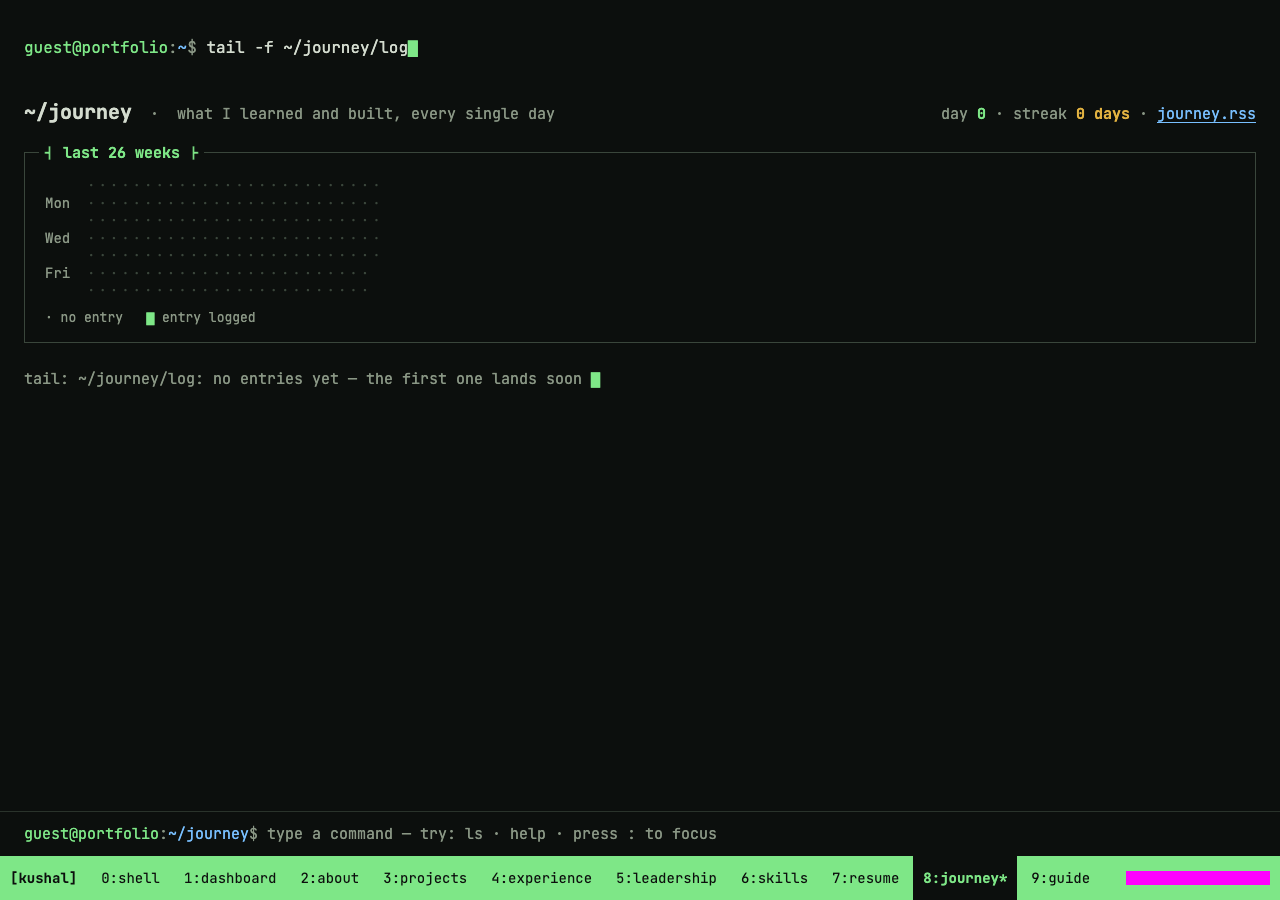 guest@portfolio:~$ tail -f ~/journey/log
~/journey · what I learned and built, every single day
day 0 · streak 0 days · journey.rss
last 26 weeks
Mon
Wed
Fri
· no entry █ entry logged
tail: ~/journey/log: no entries yet — the first one lands soon
guest@portfolio:~/journey$ type a command — try: ls · help · press : to focus
[kushal] 0:shell 1:dashboard 2:about 3:projects 4:experience 5:leadership 6:skills 7:resume 8:journey* 9:guide